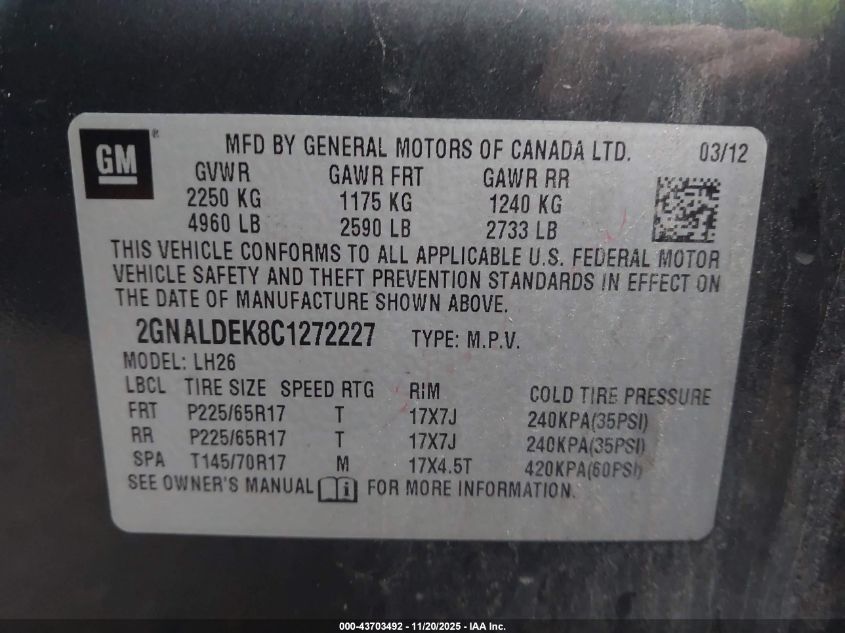 GM ®
MFD BY GENERAL MOTORS OF CANADA LTD. 03/12
GVWR GAWR FRT GAWR RR
2250 KG 1175 KG 1240 KG
4960 LB 2590 LB 2733 LB
THIS VEHICLE CONFORMS TO ALL APPLICABLE U.S. FEDERAL MOTOR
VEHICLE SAFETY AND THEFT PREVENTION STANDARDS IN EFFECT ON
THE DATE OF MANUFACTURE SHOWN ABOVE.
2GNALDEK8C1272227 TYPE: M.P.V.
MODEL: LH26
LBCL TIRE SIZE SPEED RTG RIM COLD TIRE PRESSURE
FRT P225/65R17 T 17X7J 240KPA(35PSI)
RR P225/65R17 T 17X7J 240KPA(35PSI)
SPA T145/70R17 M 17X4.5T 420KPA(60PSI)
SEE OWNER'S MANUAL i FOR MORE INFORMATION.
000-43703492 - 11/20/2025 - IAA Inc.